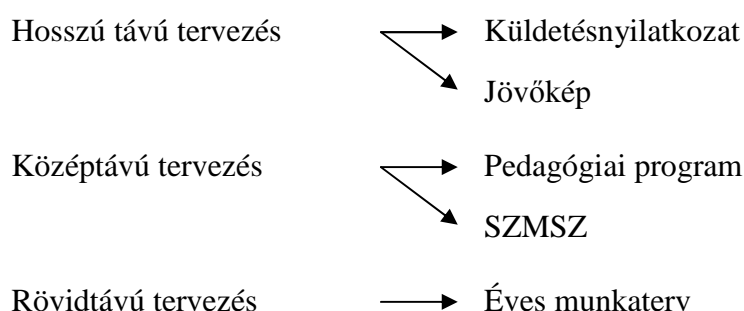 Hosszú távú tervezés Küldetésnyilatkozat
Jövőkép
Középtávú tervezés Pedagógiai program
SZMSZ
Rövidtávú tervezés Éves munkaterv